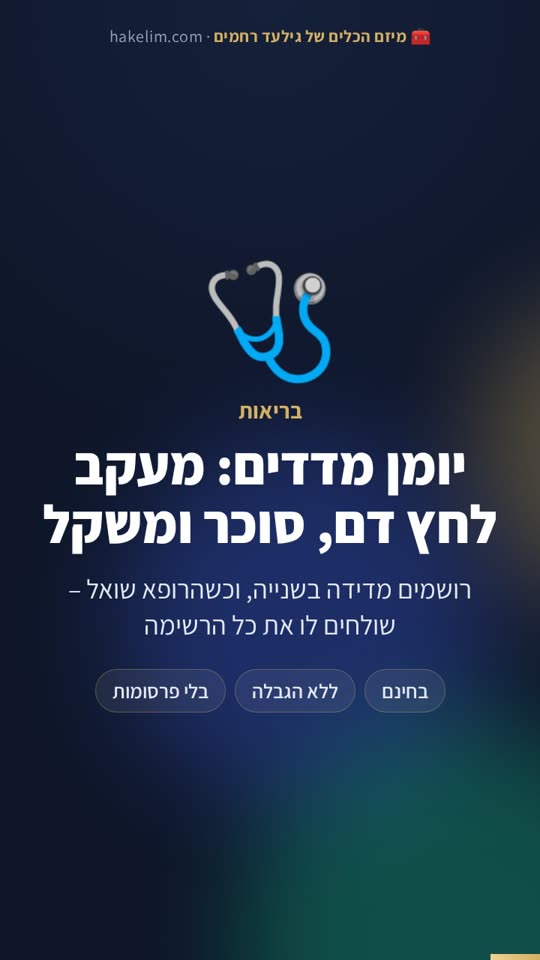 🧰 מיזם הכלים של גילעד רחמים · hakelim.com
בריאות
יומן מדדים: מעקב
לחץ דם, סוכר ומשקל
רושמים מדידה בשנייה, וכשהרופא שואל –
שולחים לו את כל הרשימה
בחינם
ללא הגבלה
בלי פרסומות